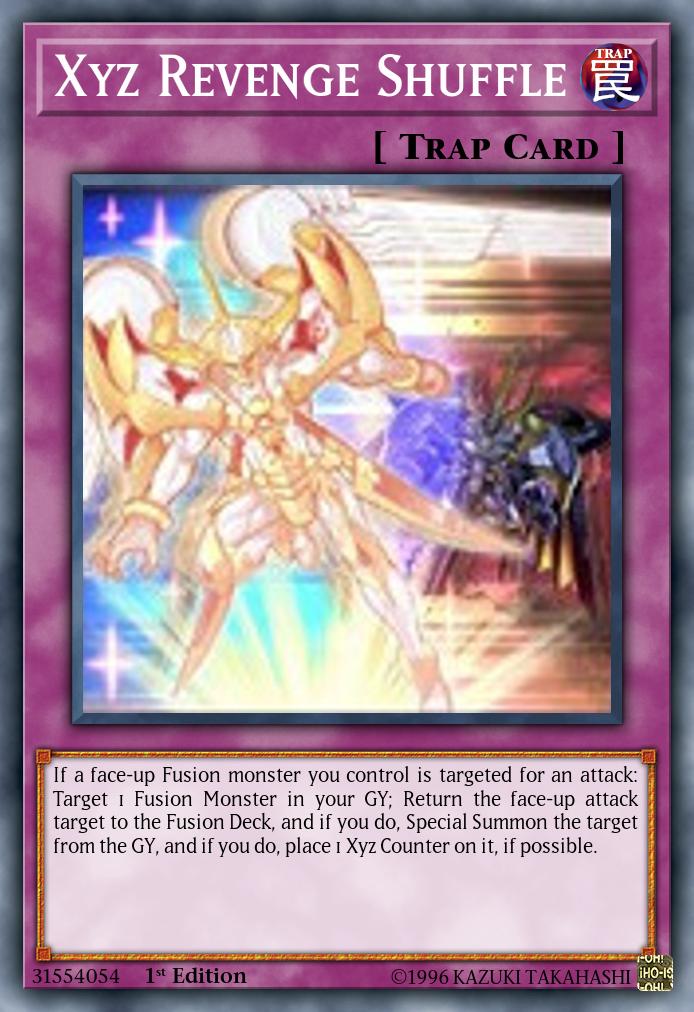 Xyz Revenge Shuffle
TRAP
罠
[ Trap Card ]
If a face-up Fusion monster you control is targeted for an attack:
Target 1 Fusion Monster in your GY; Return the face-up attack
target to the Fusion Deck, and if you do, Special Summon the target
from the GY, and if you do, place 1 Xyz Counter on it, if possible.
31554054 1st Edition ©1996 KAZUKI TAKAHASHI